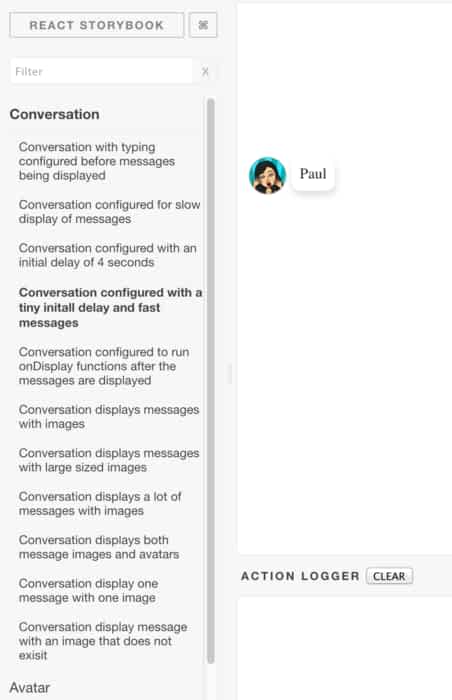 REACT STORYBOOK
⌘
Filter
X
Conversation
Conversation with typing
configured before messages
being displayed
Conversation configured for slow
display of messages
Conversation configured with an
initial delay of 4 seconds
Conversation configured with a
tiny initall delay and fast
messages
Conversation configured to run
onDisplay functions after the
messages are displayed
Conversation displays messages
with images
Conversation displays messages
with large sized images
Conversation displays a lot of
messages with images
Conversation displays both
message images and avatars
Conversation display one
message with one image
Conversation display message
with an image that does not
exisit
Avatar
Paul
ACTION LOGGER CLEAR